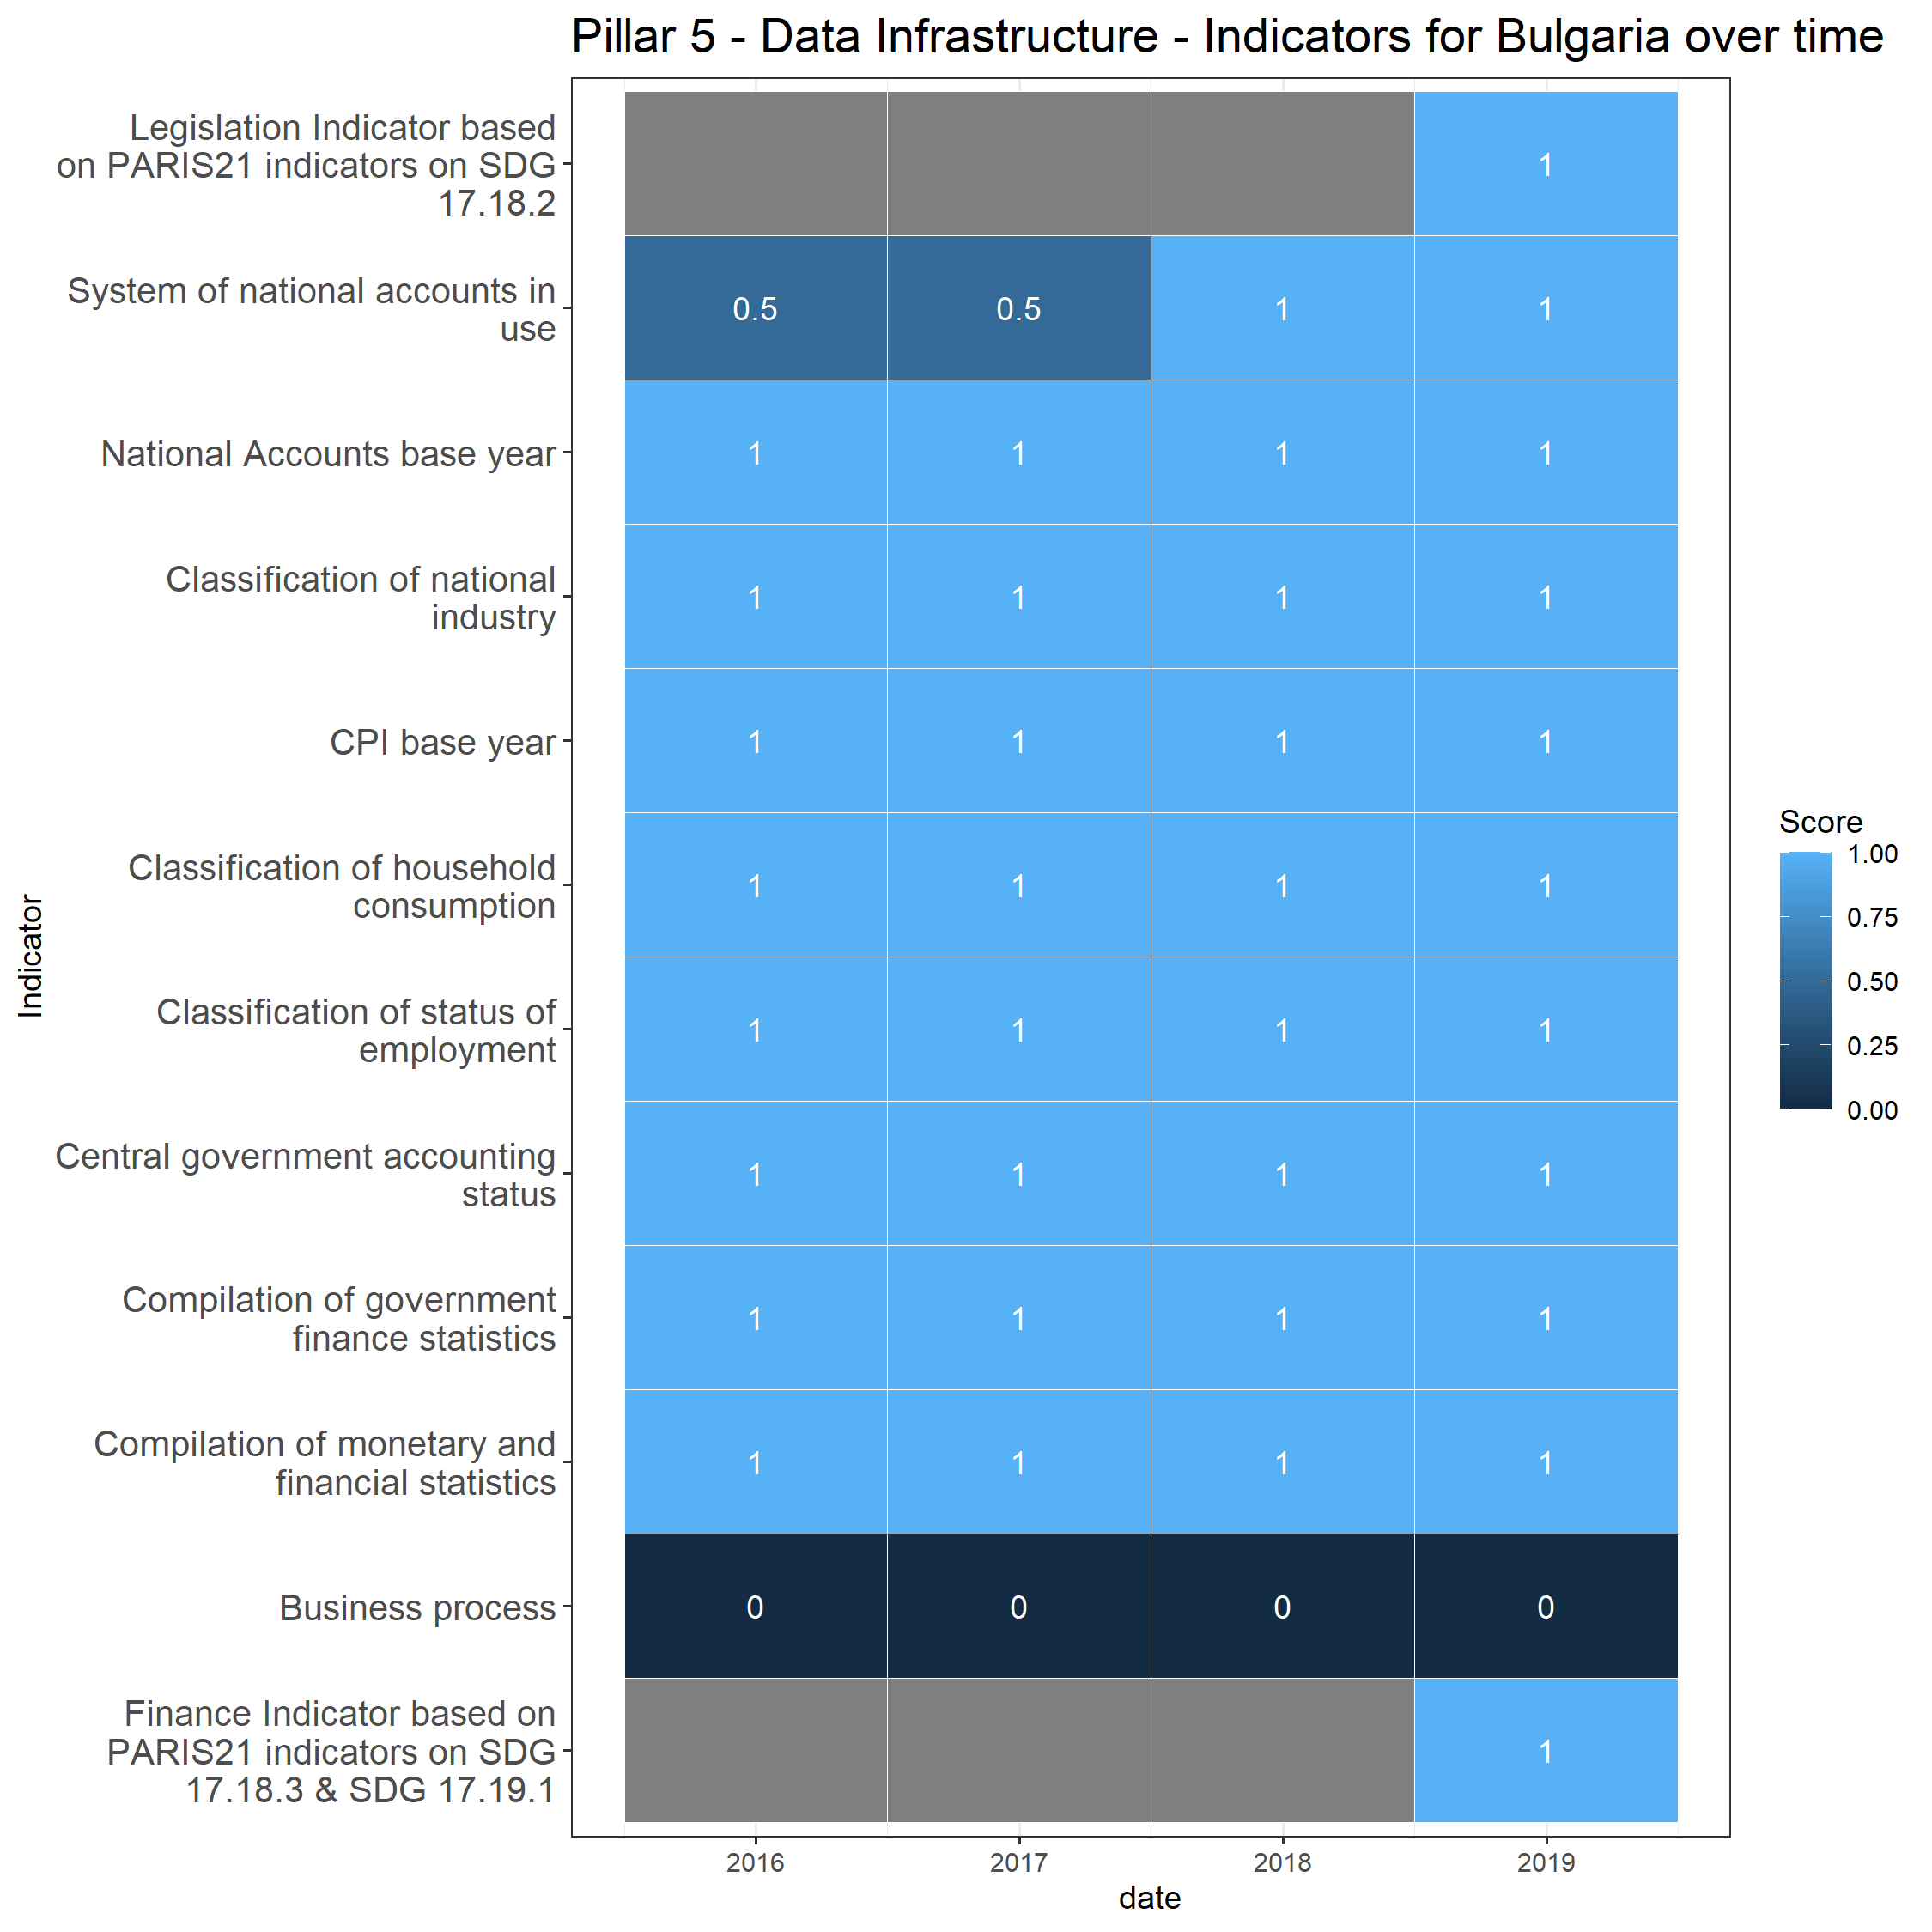 Pillar 5 - Data Infrastructure - Indicators for Bulgaria over time
Indicator
Legislation Indicator based
on PARIS21 indicators on SDG
17.18.2
1
System of national accounts in
use
0.5 0.5 1 1
National Accounts base year
1 1 1 1
Classification of national
industry
1 1 1 1
CPI base year
1 1 1 1
Classification of household
consumption
1 1 1 1
Classification of status of
employment
1 1 1 1
Central government accounting
status
1 1 1 1
Compilation of government
finance statistics
1 1 1 1
Compilation of monetary and
financial statistics
1 1 1 1
Business process
0 0 0 0
Finance Indicator based on
PARIS21 indicators on SDG
17.18.3 & SDG 17.19.1
1
2016 2017 2018 2019
date
Score
1.00
0.75
0.50
0.25
0.00